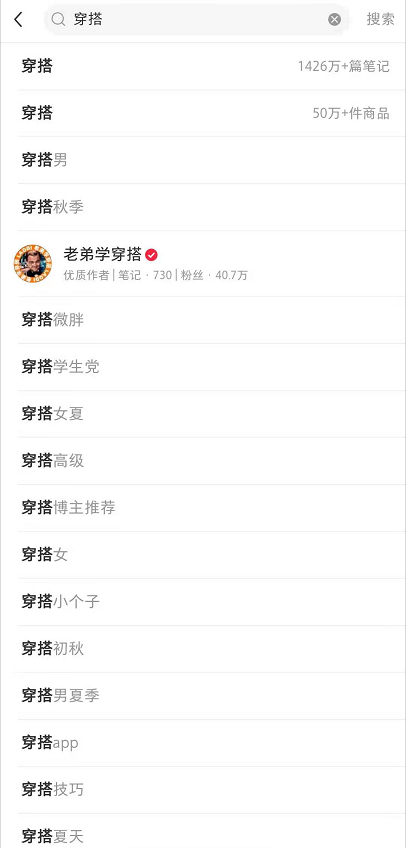 穿搭
搜索
穿搭 1426万+篇笔记
穿搭 50万+件商品
穿搭男
穿搭秋季
老弟学穿搭
优质作者 | 笔记 · 730 | 粉丝 · 40.7万
穿搭微胖
穿搭学生党
穿搭女夏
穿搭高级
穿搭博主推荐
穿搭女
穿搭小个子
穿搭初秋
穿搭男夏季
穿搭app
穿搭技巧
穿搭夏天